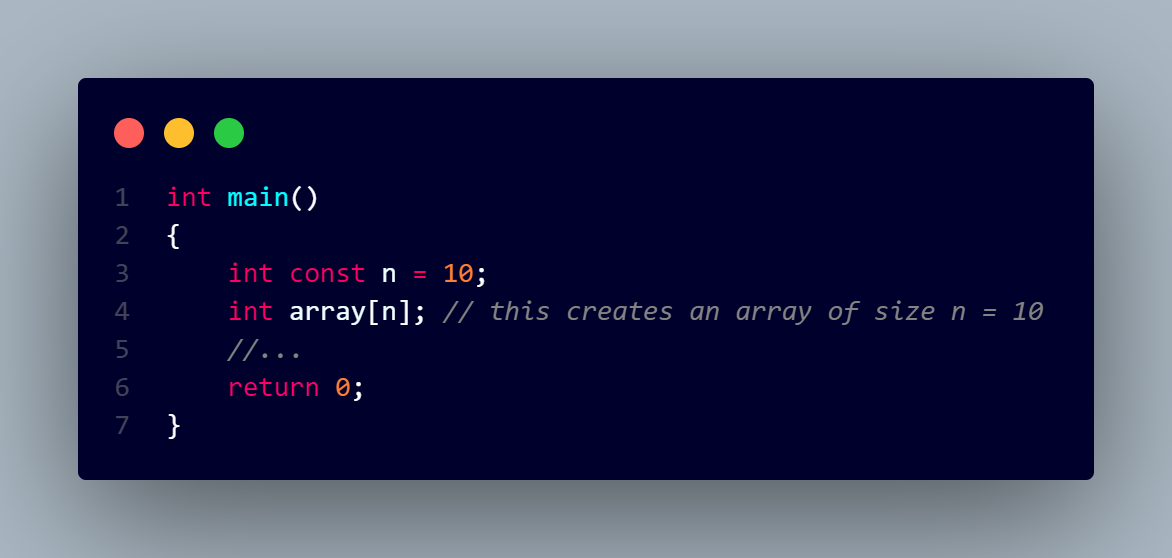 1 int main()
2 {
3     int const n = 10;
4     int array[n]; // this creates an array of size n = 10
5     //...
6     return 0;
7 }